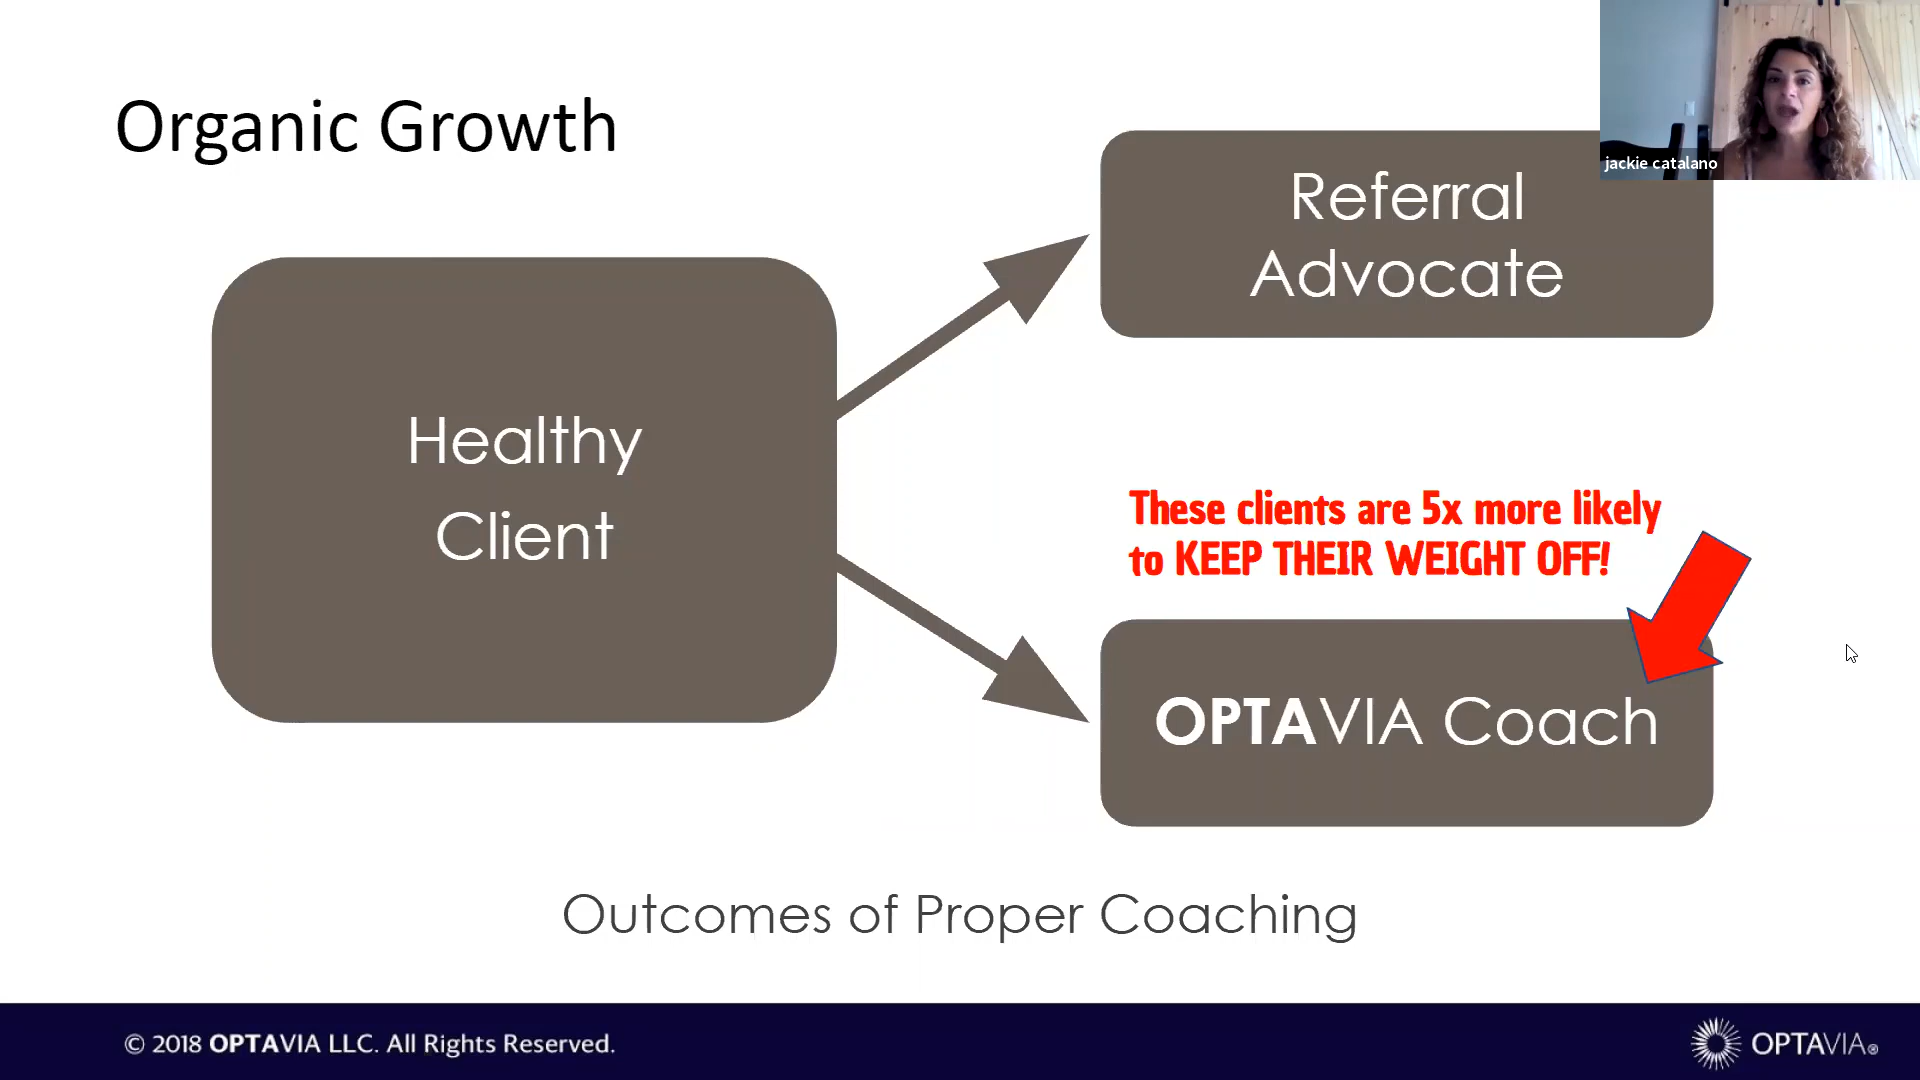 Organic Growth
jackie catalano
Referral
Advocate
Healthy
Client
These clients are 5x more likely
to KEEP THEIR WEIGHT OFF!
OPTAVIA Coach
Outcomes of Proper Coaching
© 2018 OPTAVIA LLC. All Rights Reserved.
OPTAVIA®